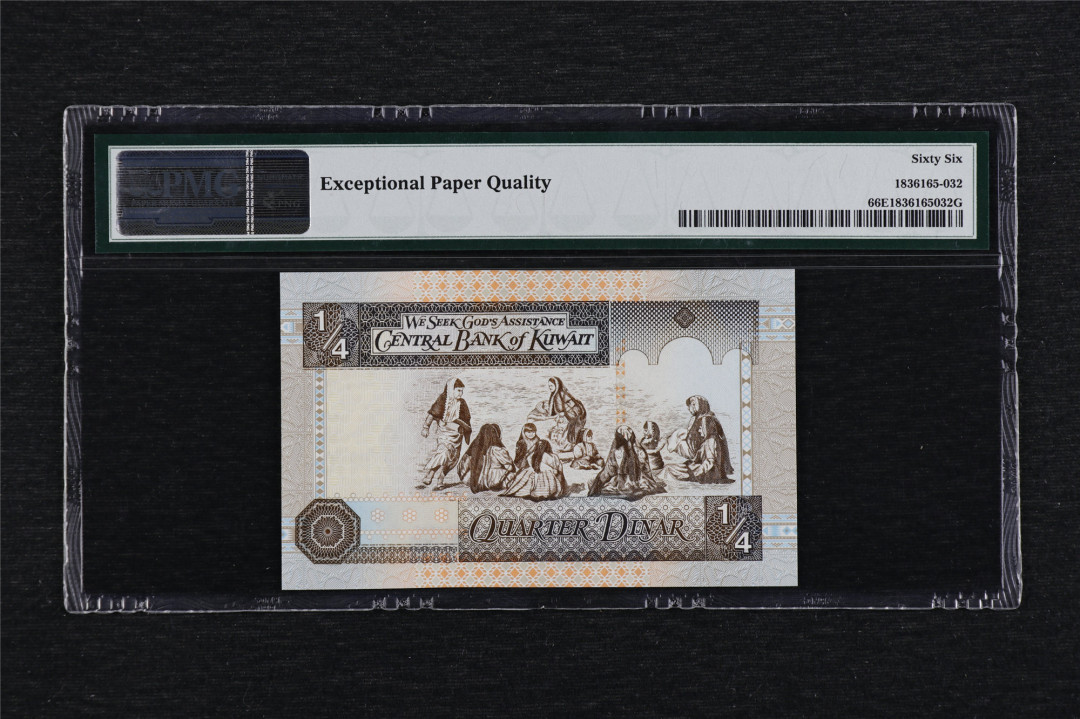 PMG
Exceptional Paper Quality
Sixty Six
1836165-032
66E1836165032G
1/4
WE SEEK GOD'S ASSISTANCE
CENTRAL BANK of KUWAIT
QUARTER DINAR
1/4